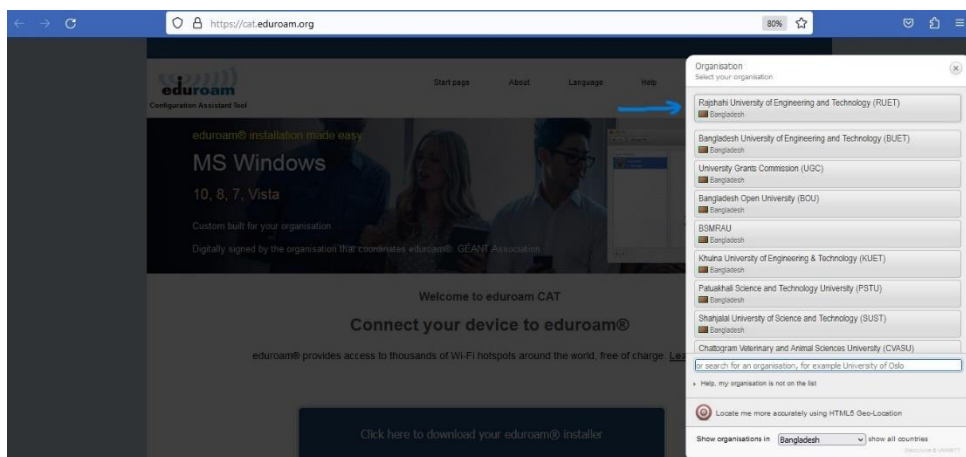 https://cat.eduroam.org
80%
eduroam
Configuration Assistant Tool
Start page
About
Language
Help
eduroam® installation made easy
MS Windows
10, 8, 7, Vista
Custom built for your organisation
Digitally signed by the organisation that coordinates eduroam®: GÉANT Association
Welcome to eduroam CAT
Connect your device to eduroam®
eduroam® provides access to thousands of Wi-Fi hotspots around the world, free of charge.
Click here to download your eduroam® installer
Organisation
Select your organisation
Rajshahi University of Engineering and Technology (RUET)
Bangladesh
Bangladesh University of Engineering and Technology (BUET)
Bangladesh
University Grants Commission (UGC)
Bangladesh
Bangladesh Open University (BOU)
Bangladesh
BSMRAU
Bangladesh
Khulna University of Engineering & Technology (KUET)
Bangladesh
Patuakhali Science and Technology University (PSTU)
Bangladesh
Shahjalal University of Science and Technology (SUST)
Bangladesh
Chattogram Veterinary and Animal Sciences University (CVASU)
or search for an organisation, for example University of Oslo
Help, my organisation is not on the list
Locate me more accurately using HTML5 Geo-Location
Show organisations in Bangladesh show all countries